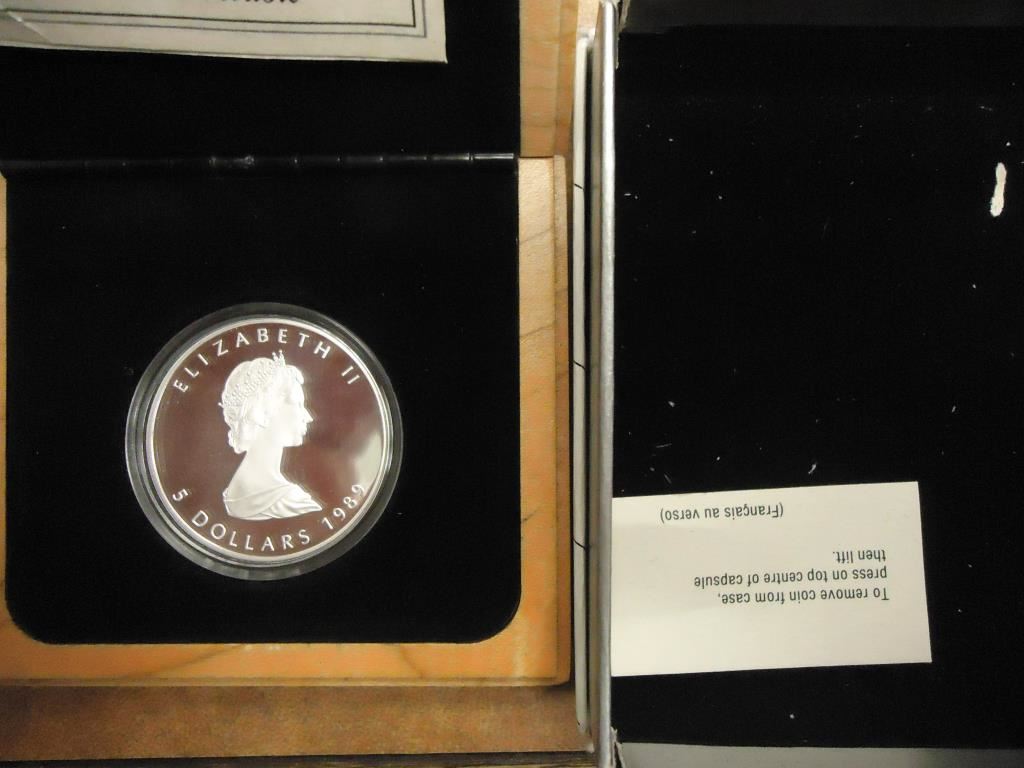 ELIZABETH II
5 DOLLARS 1989
To remove coin from case,
press on top centre of capsule
then lift.
(Français au verso)